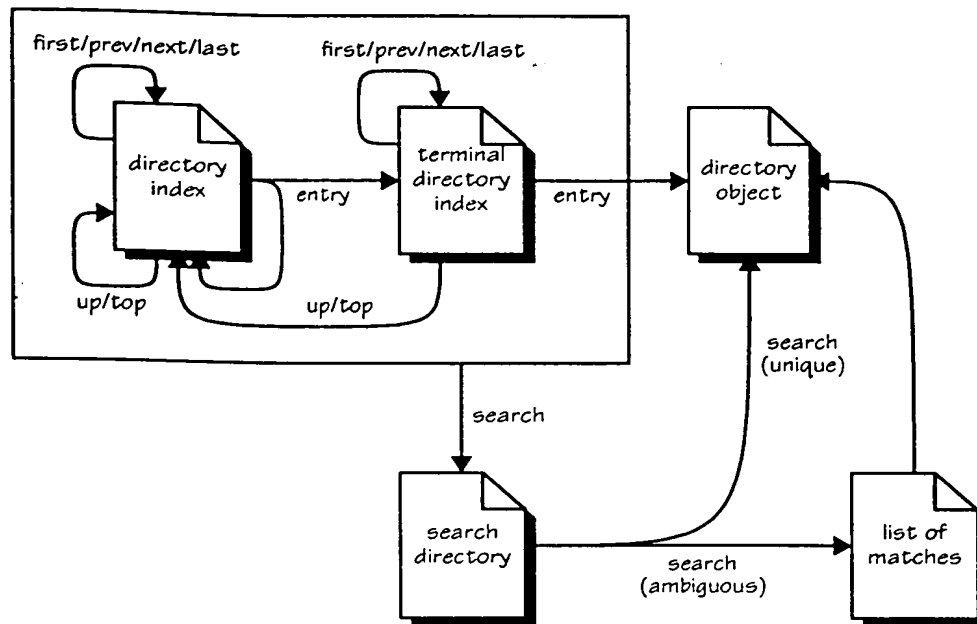 first/prev/next/last
first/prev/next/last
directory
index
entry
terminal
directory
index
entry
directory
object
up/top
up/top
search
(unique)
search
search
directory
search
(ambiguous)
list of
matches